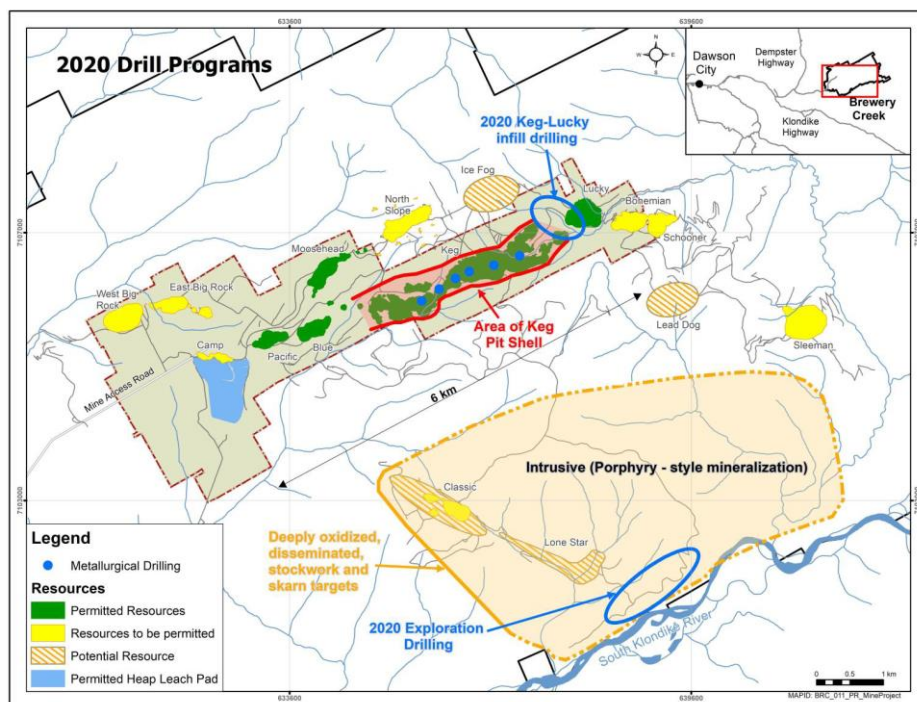 633600
639600
2020 Drill Programs
Dawson
City
Dempster
Highway
Brewery
Creek
Klondike
Highway
N
S
2020 Keg-Lucky
infill drilling
Ice Fog
Lucky
North
Slope
Bohemian
7107000
Schooner
Keg
Moosehead
West Big
Rock
East Big Rock
Area of Keg
Pit Shell
Lead Dog
Sleeman
Camp
Pacific
Blue
Mine Access Road
6 km
Intrusive (Porphyry - style mineralization)
Classic
7103000
Deeply oxidized,
disseminated,
stockwork and
skarn targets
Lone Star
2020 Exploration
Drilling
South Klondike River
Legend
Metallurgical Drilling
Resources
Permitted Resources
Resources to be permitted
Potential Resource
Permitted Heap Leach Pad
633600
639600
0
0.5
1 km
MAPID: BRC_011_PR_MineProject